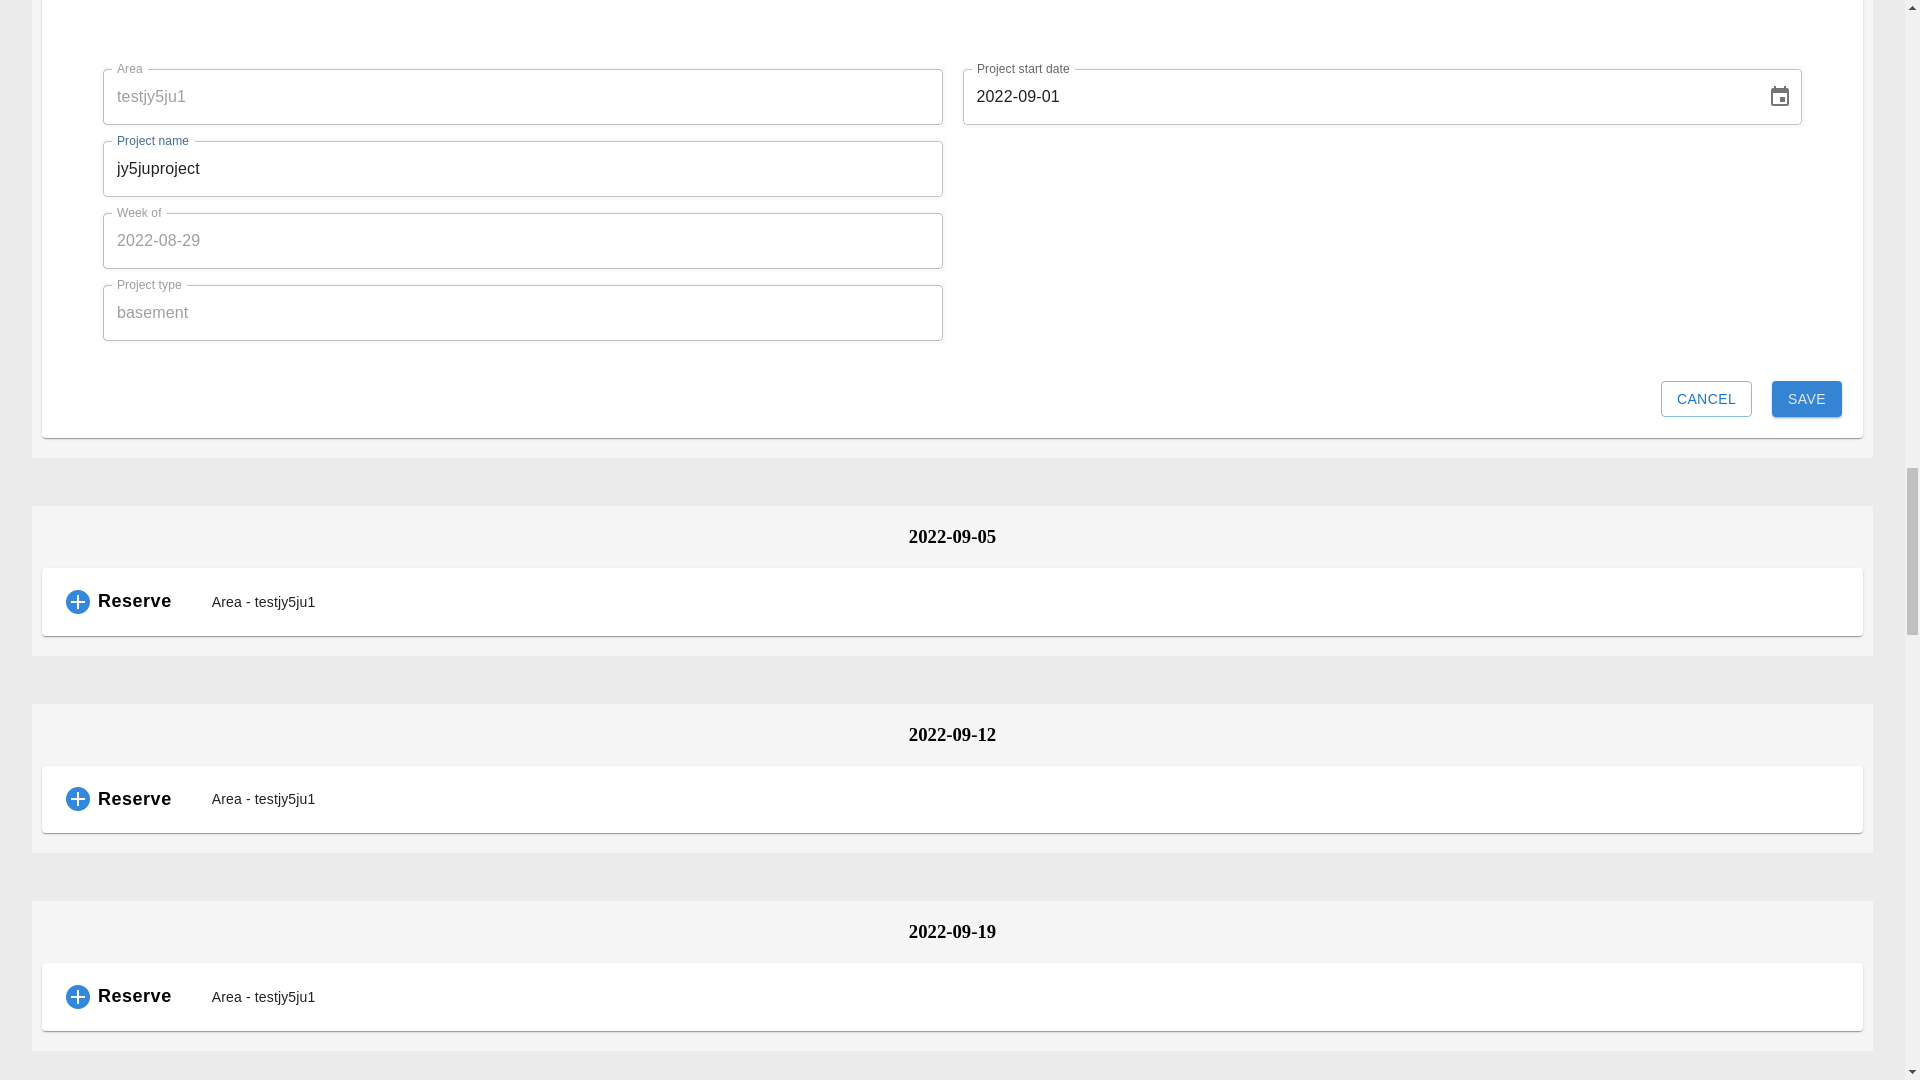 Area
testjy5ju1
Project start date
2022-09-01
Project name
jy5juproject
Week of
2022-08-29
Project type
basement
CANCEL
SAVE
2022-09-05
Reserve
Area - testjy5ju1
2022-09-12
Reserve
Area - testjy5ju1
2022-09-19
Reserve
Area - testjy5ju1